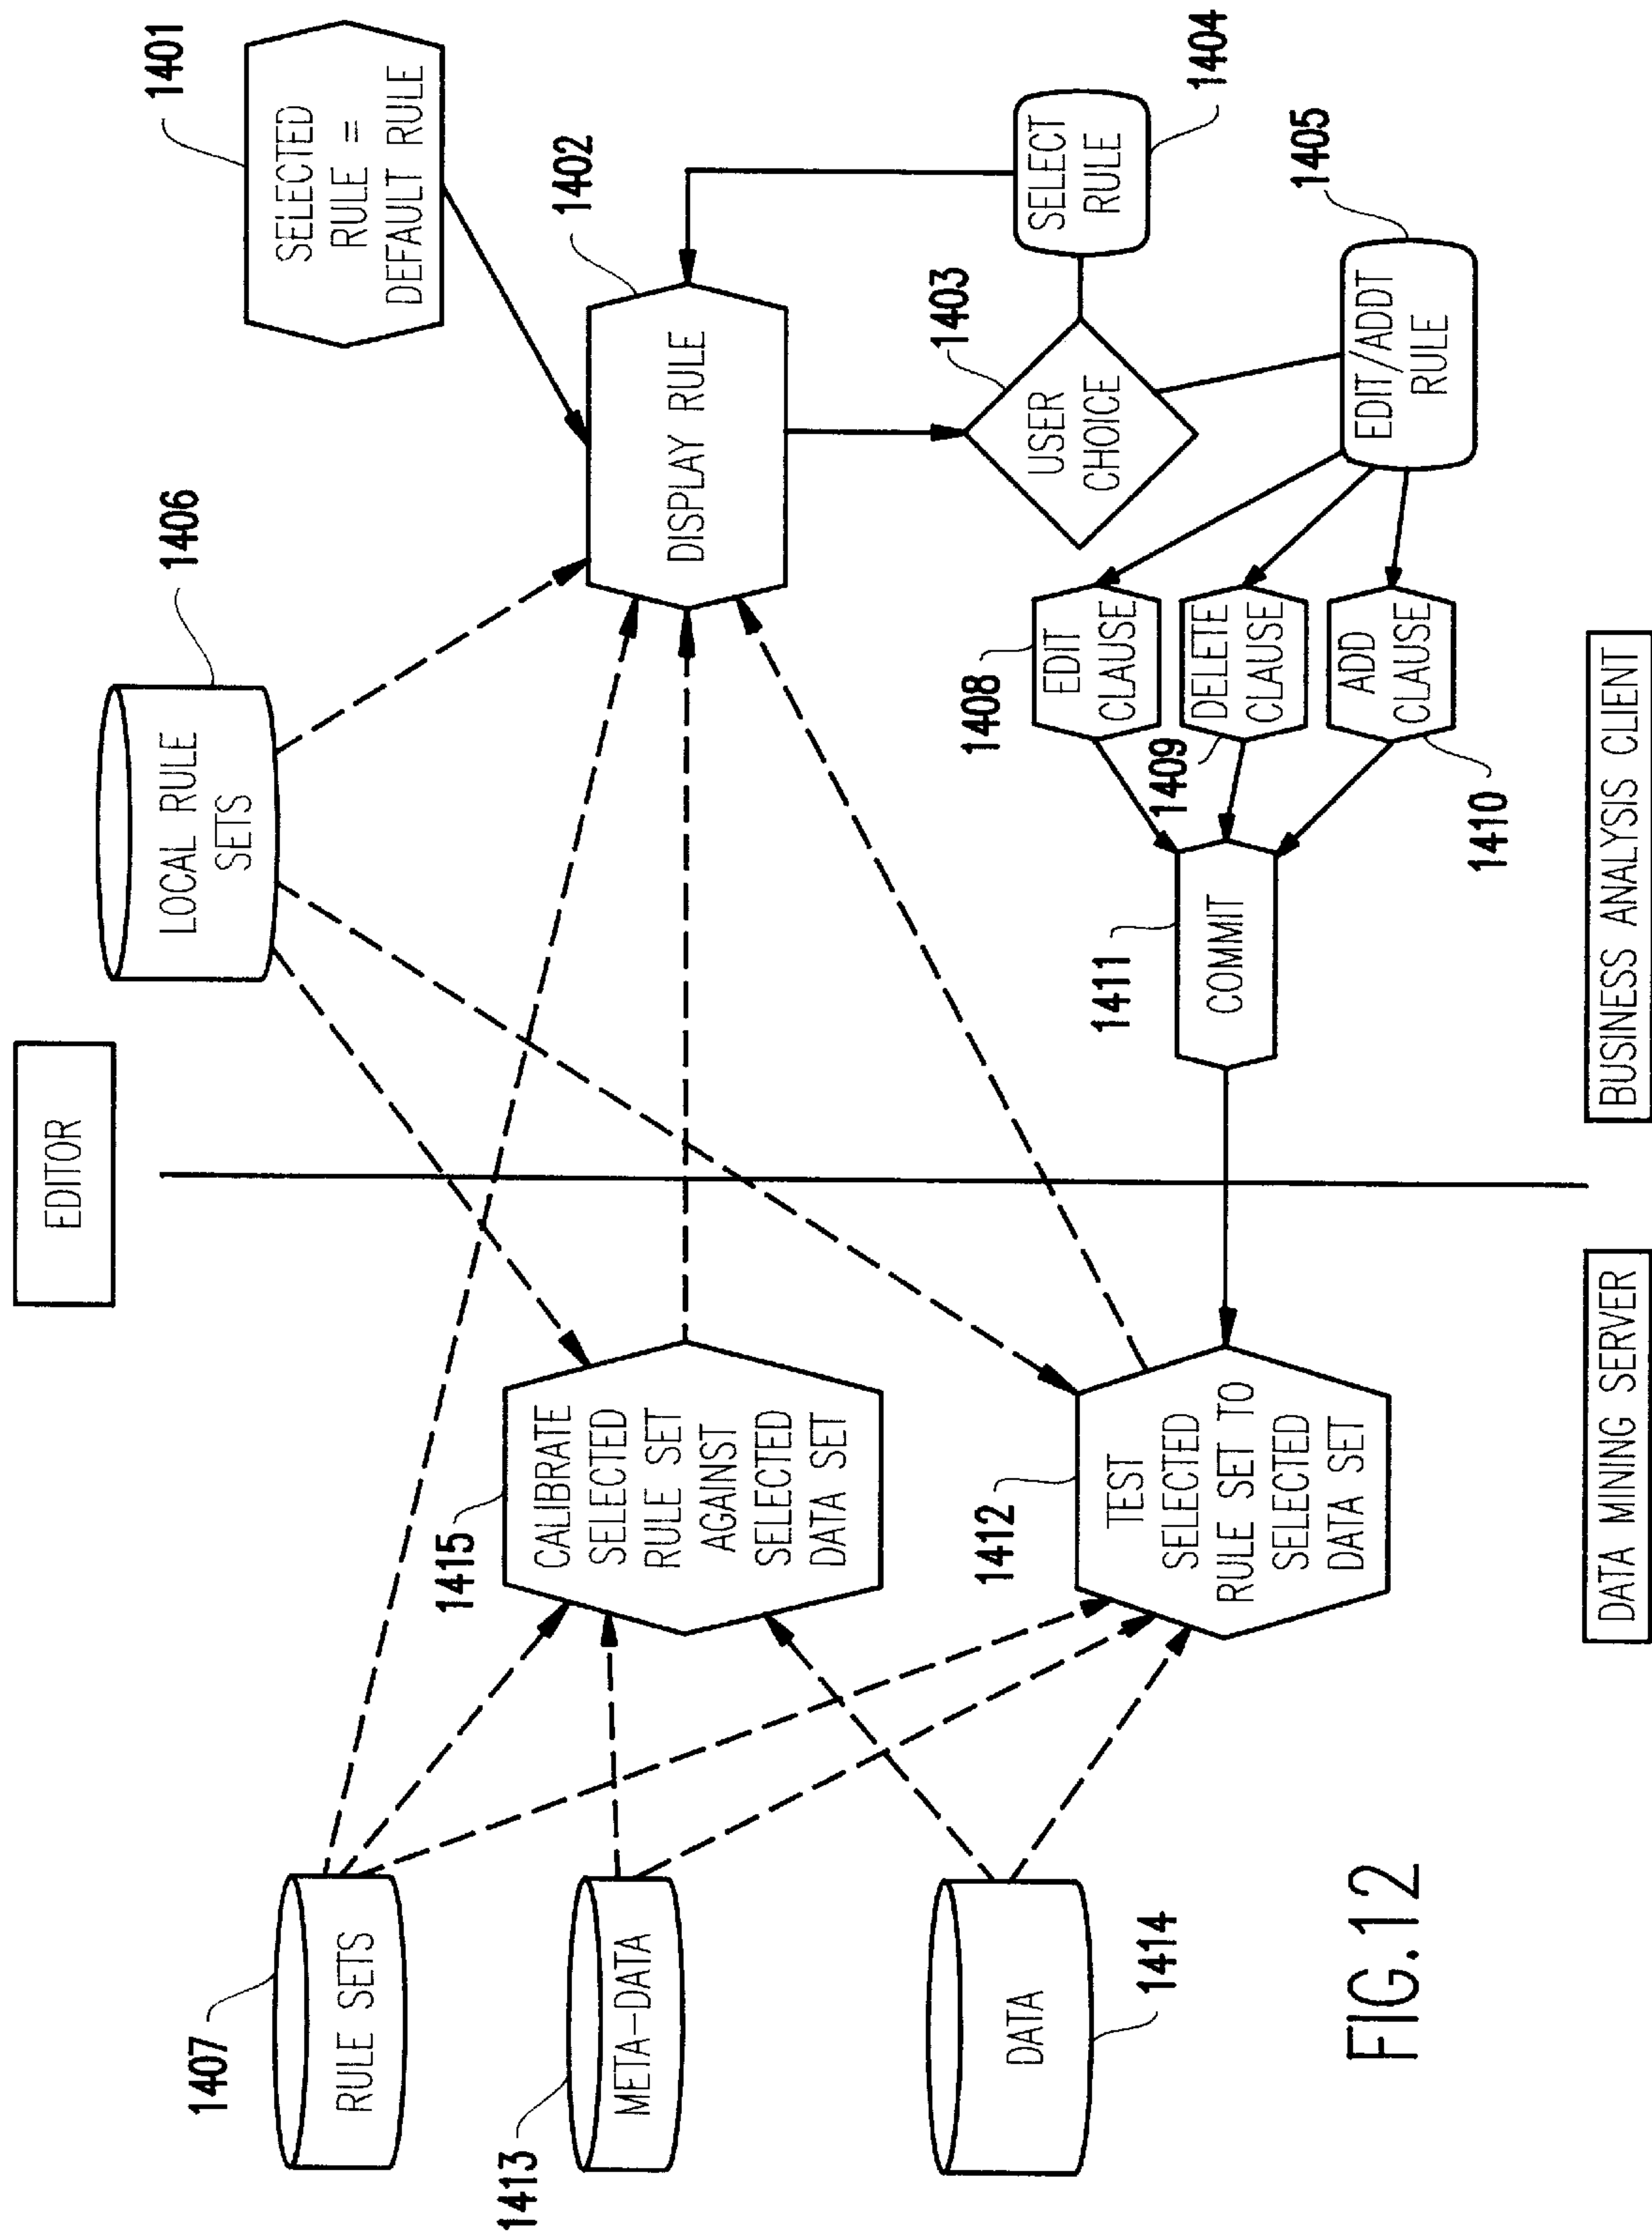 EDITOR
1407
RULE SETS
1413
META-DATA
DATA
1414
1415
CALIBRATE
SELECTED
RULE SET
AGAINST
SELECTED
DATA SET
1412
TEST
SELECTED
RULE SET TO
SELECTED
DATA SET
DATA MINING SERVER
LOCAL RULE
SETS
1406
SELECTED
RULE =
DEFAULT RULE
1401
DISPLAY RULE
1402
USER
CHOICE
1403
SELECT
RULE
1404
EDIT/ADDT
RULE
1405
1408
EDIT
CLAUSE
1409
DELETE
CLAUSE
ADD
CLAUSE
1410
1411
COMMIT
BUSINESS ANALYSIS CLIENT
FIG.12